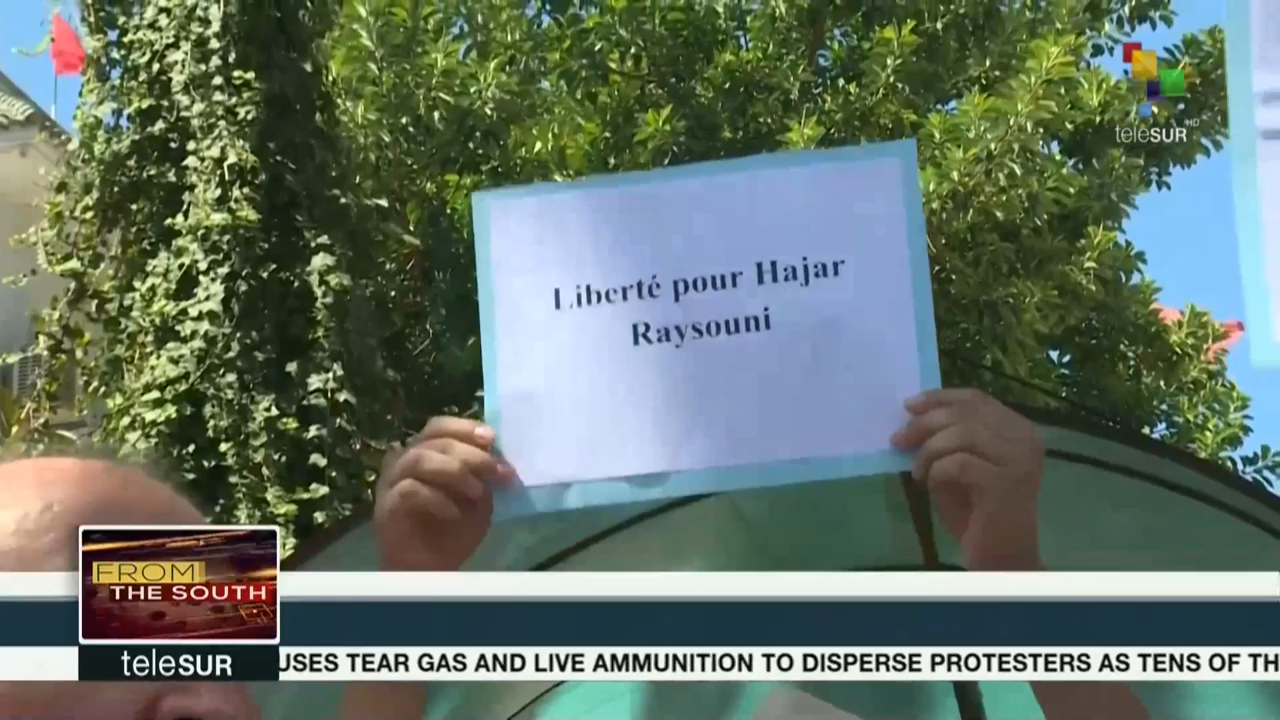 teleSUR HD
Liberté pour Hajar
Raysouni
FROM
THE SOUTH
teleSUR
USES TEAR GAS AND LIVE AMMUNITION TO DISPERSE PROTESTERS AS TENS OF TH